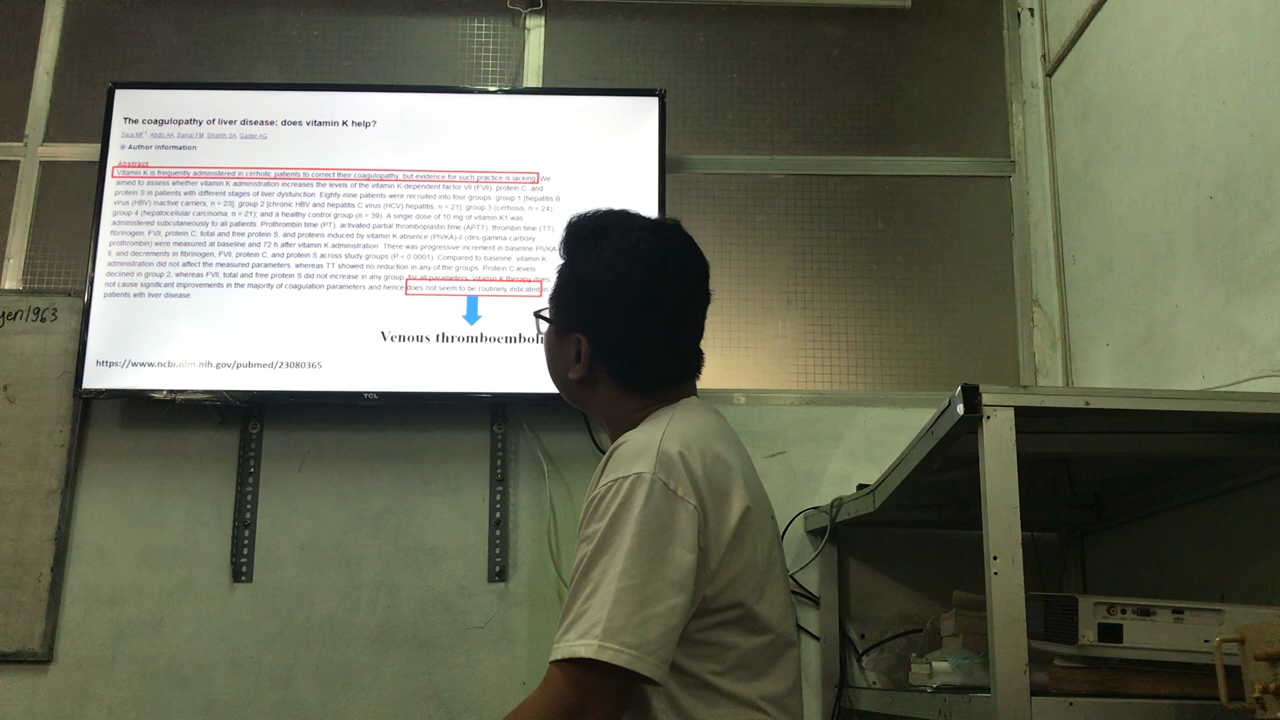 The coagulopathy of liver disease: does vitamin K help?
Saja MF, Abdo AA, Sanai FM, Shaikh SA, Gader AG
Author information
Abstract
Vitamin K is frequently administered in cirrhotic patients to correct their coagulopathy, but evidence for such practice is lacking. We
aimed to assess whether vitamin K administration increases the levels of the vitamin K-dependent factor VII (FVII), protein C, and
protein S in patients with different stages of liver dysfunction. Eighty-nine patients were recruited into four groups: group 1 [hepatitis B
virus (HBV) inactive carriers, n = 23], group 2 [chronic HBV and hepatitis C virus (HCV) hepatitis, n = 21], group 3 (cirrhosis, n = 24),
group 4 (hepatocellular carcinoma, n = 21), and a healthy control group (n = 39). A single dose of 10 mg of vitamin K1 was
administered subcutaneously to all patients. Prothrombin time (PT), activated partial thromboplastin time (APTT), thrombin time (TT),
fibrinogen, FVII, protein C, total and free protein S, and proteins induced by vitamin K absence (PIVKA)-II (des-gamma-carboxy
prothrombin) were measured at baseline and 72 h after vitamin K administration. There was progressive increment in baseline PIVKA-
II, and decrements in fibrinogen, FVII, protein C, and protein S across study groups (P < 0.0001). Compared to baseline, vitamin K
administration did not affect the measured parameters, whereas TT showed no reduction in any of the groups. Protein C levels
declined in group 2, whereas FVII, total and free protein S did not increase in any group, for all parameters. Vitamin K therapy does
not cause significant improvements in the majority of coagulation parameters and hence does not seem to be routinely indicated in
patients with liver disease.
Venous thromboemboli
https://www.ncbi.nlm.nih.gov/pubmed/23080365
TCL
yen1963